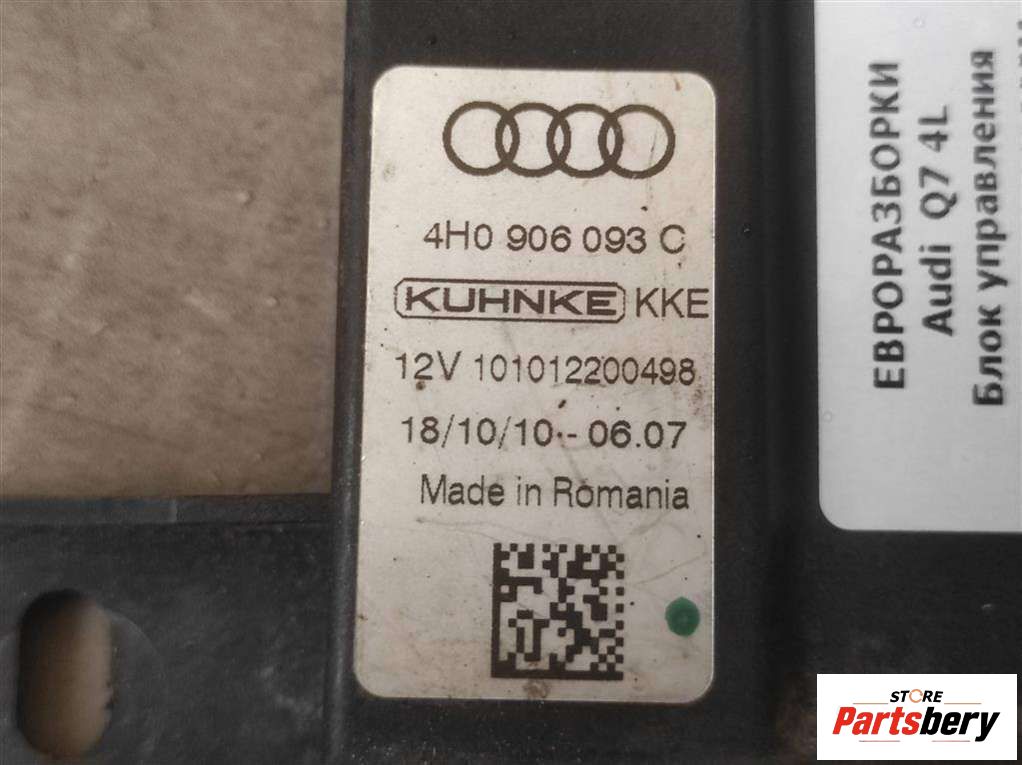 4H0 906 093 C
KUHNKE KKE
12V 101012200498
18/10/10 - 06.07
Made in Romania
ЕВРОРАЗБОРКИ
Audi Q7 4L
Блок управления
STORE
Partsbery